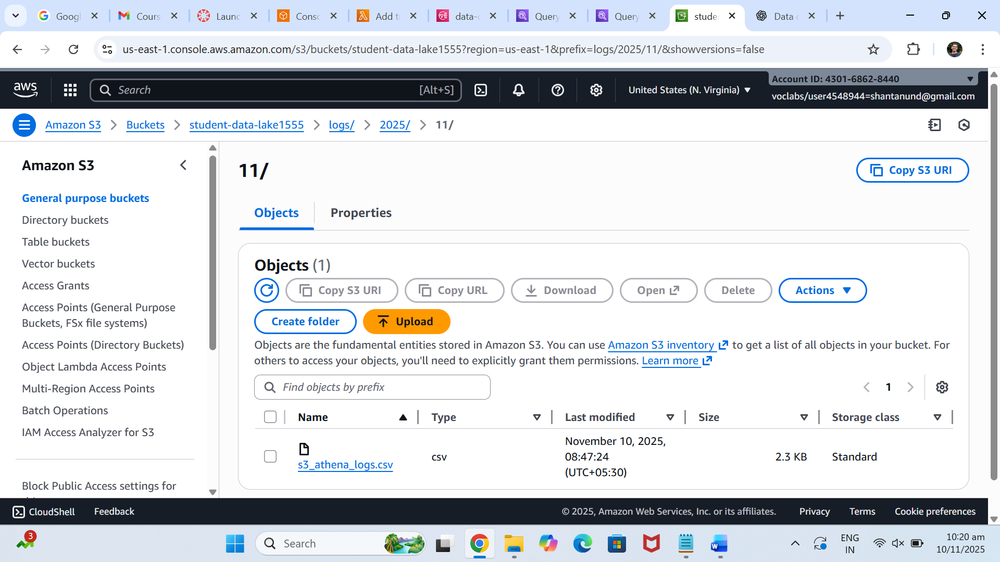 Googl
Cours
Launc
Consc
Add t
data-
Query
Query
stude
Data
us-east-1.console.aws.amazon.com/s3/buckets/student-data-lake1555?region=us-east-1&prefix=logs/2025/11/&showversions=false
aws
Search
[Alt+S]
United States (N. Virginia)
Account ID: 4301-6862-8440
voclabs/user4548944=shantanund@gmail.com
Amazon S3
Buckets
student-data-lake1555
logs/
2025/
11/
Amazon S3
General purpose buckets
Directory buckets
Table buckets
Vector buckets
Access Grants
Access Points (General Purpose
Buckets, FSx file systems)
Access Points (Directory Buckets)
Object Lambda Access Points
Multi-Region Access Points
Batch Operations
IAM Access Analyzer for S3
Block Public Access settings for
11/
Copy S3 URI
Objects
Properties
Objects (1)
Copy S3 URI
Copy URL
Download
Open
Delete
Actions
Create folder
Upload
Objects are the fundamental entities stored in Amazon S3. You can use Amazon S3 inventory to get a list of all objects in your bucket. For
others to access your objects, you'll need to explicitly grant them permissions. Learn more
Find objects by prefix
1
Name
Type
Last modified
Size
Storage class
s3_athena_logs.csv
csv
November 10, 2025,
08:47:24
(UTC+05:30)
2.3 KB
Standard
CloudShell
Feedback
© 2025, Amazon Web Services, Inc. or its affiliates.
Privacy
Terms
Cookie preferences
3
Search
ENG
IN
10:20 am
10/11/2025